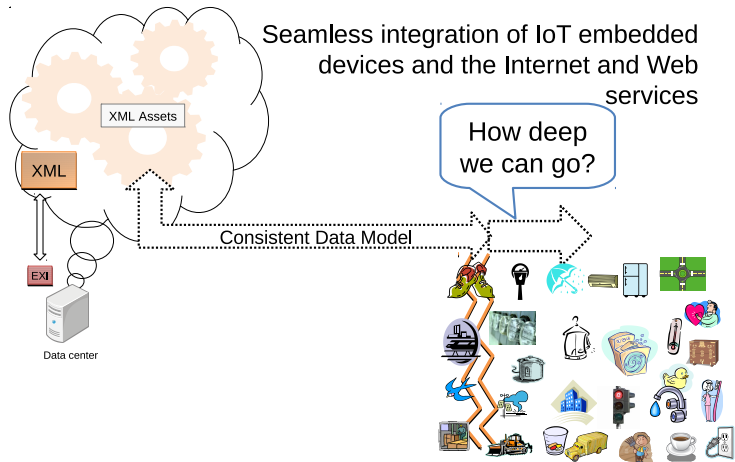 Seamless integration of IoT embedded
devices and the Internet and Web
services
XML Assets
How deep
we can go?
XML
Consistent Data Model
EXI
Data center